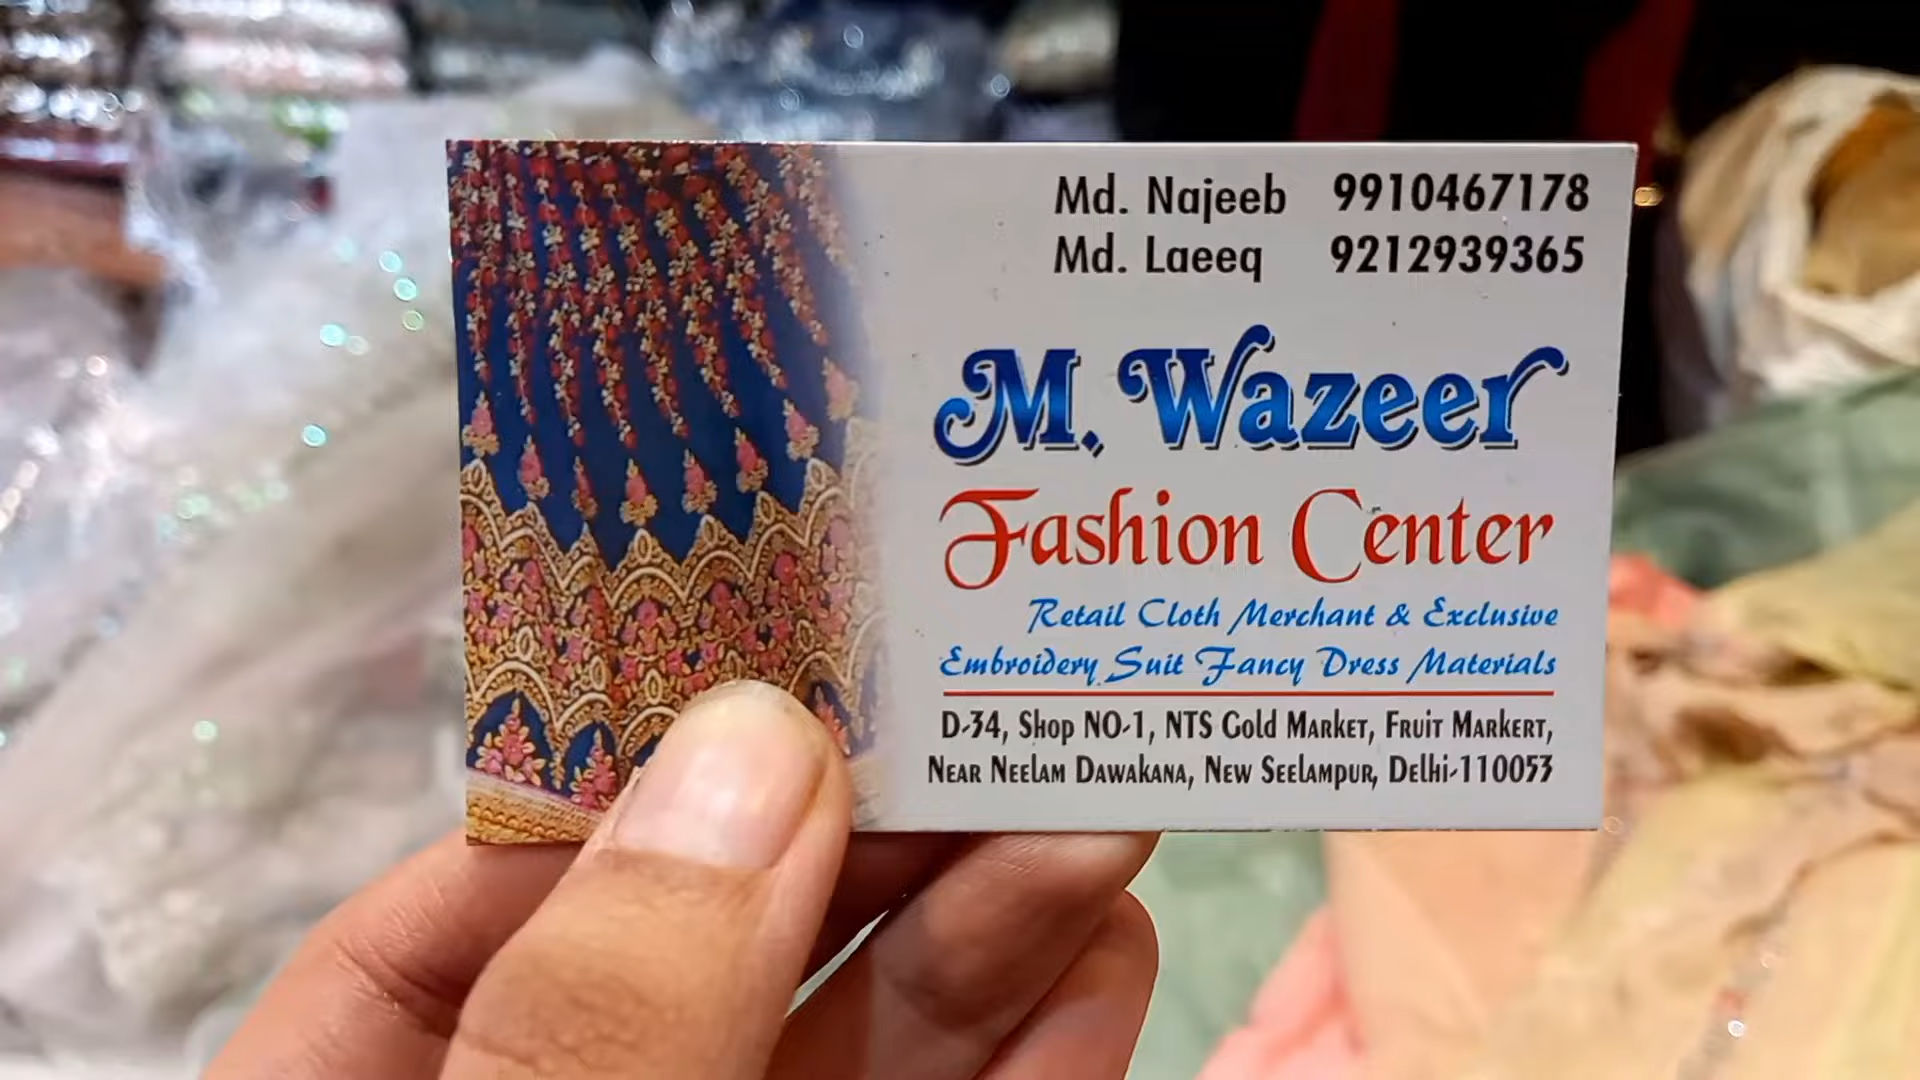 Md. Najeeb 9910467178
Md. Laeeq 9212939365
M. Wazeer
Fashion Center
Retail Cloth Merchant & Exclusive
Embroidery Suit Fancy Dress Materials
D-34, Shop NO-1, NTS Gold Market, Fruit Markert,
Near Neelam Dawakana, New Seelampur, Delhi-110053